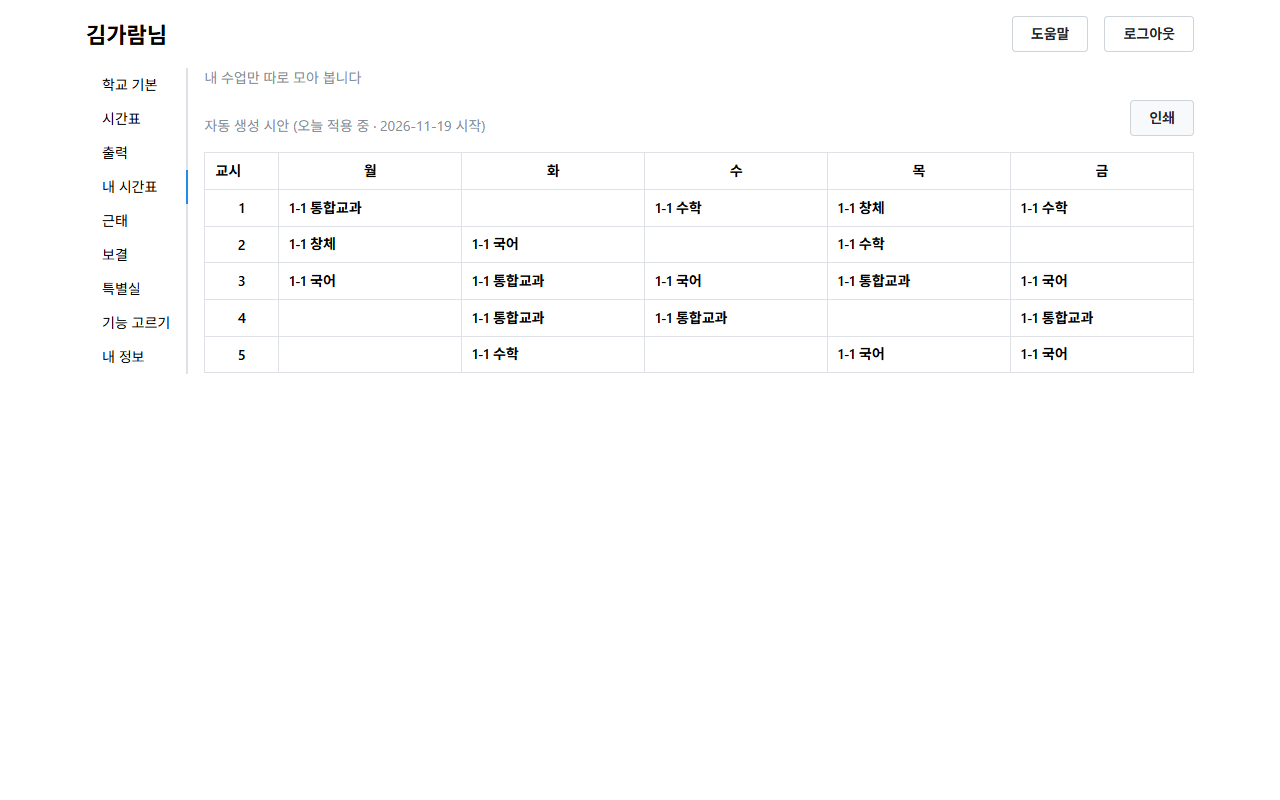 김가람님
도움말
로그아웃
학교 기본
시간표
출력
내 시간표
근태
보결
특별실
기능 고르기
내 정보
내 수업만 따로 모아 봅니다
자동 생성 시안 (오늘 적용 중 · 2026-11-19 시작)
인쇄
교시 월 화 수 목 금
1 1-1 통합교과 1-1 수학 1-1 창체 1-1 수학
2 1-1 창체 1-1 국어 1-1 수학
3 1-1 국어 1-1 통합교과 1-1 국어 1-1 통합교과 1-1 국어
4 1-1 통합교과 1-1 통합교과 1-1 통합교과
5 1-1 수학 1-1 국어 1-1 국어